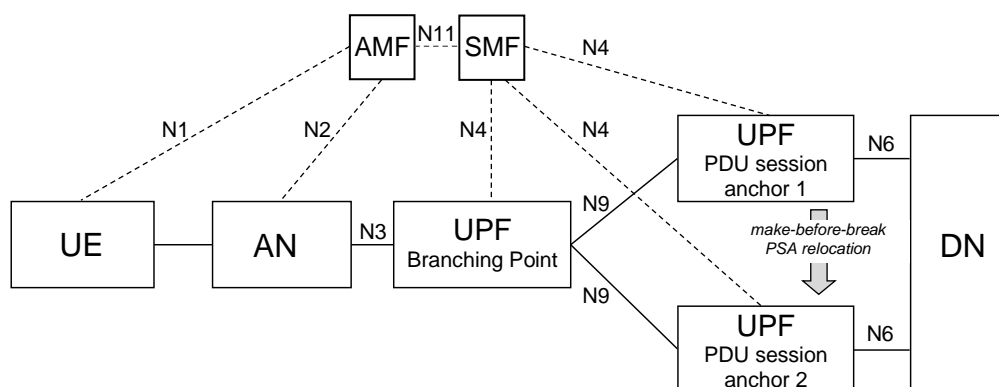 AMF
N11
SMF
N4
N1
N2
N4
N4
UPF
PDU session
anchor 1
N6
UE
AN
N3
UPF
Branching Point
N9
N9
make-before-break
PSA relocation
DN
UPF
PDU session
anchor 2
N6